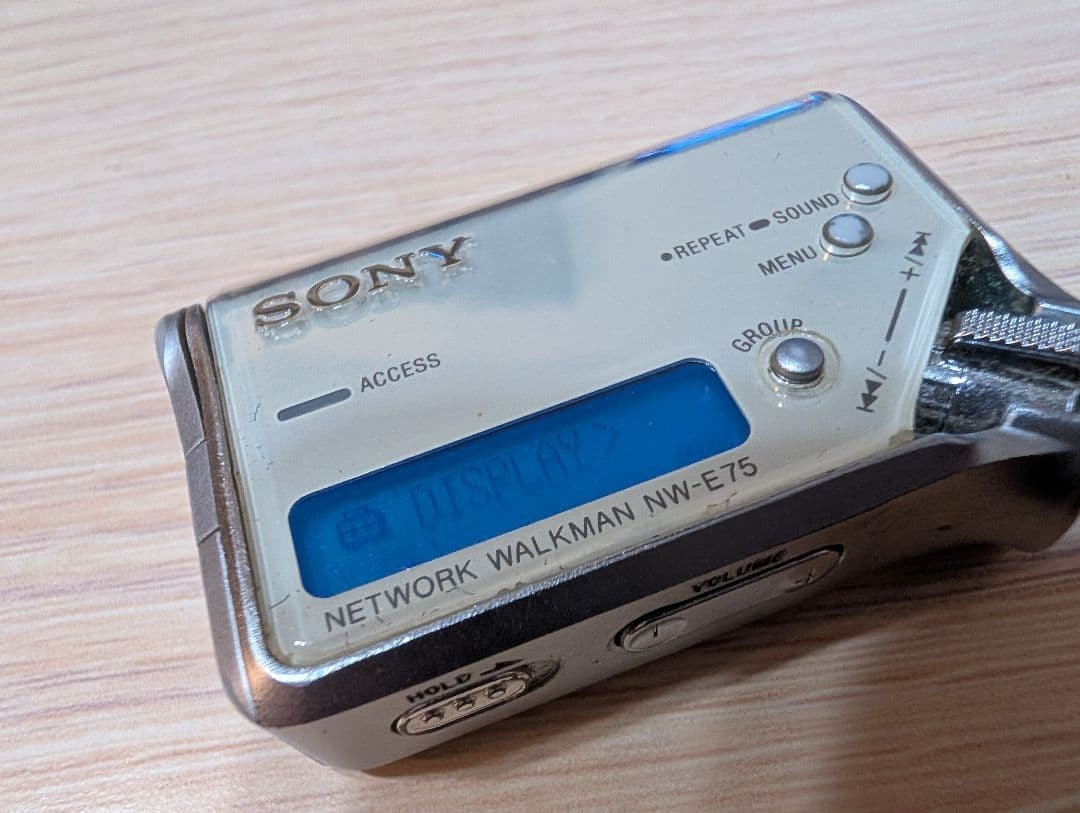 SONY
•REPEAT SOUND
MENU
GROUP
ACCESS
DISPLAY>
NETWORK WALKMAN NW-E75
VOLUME
HOLD